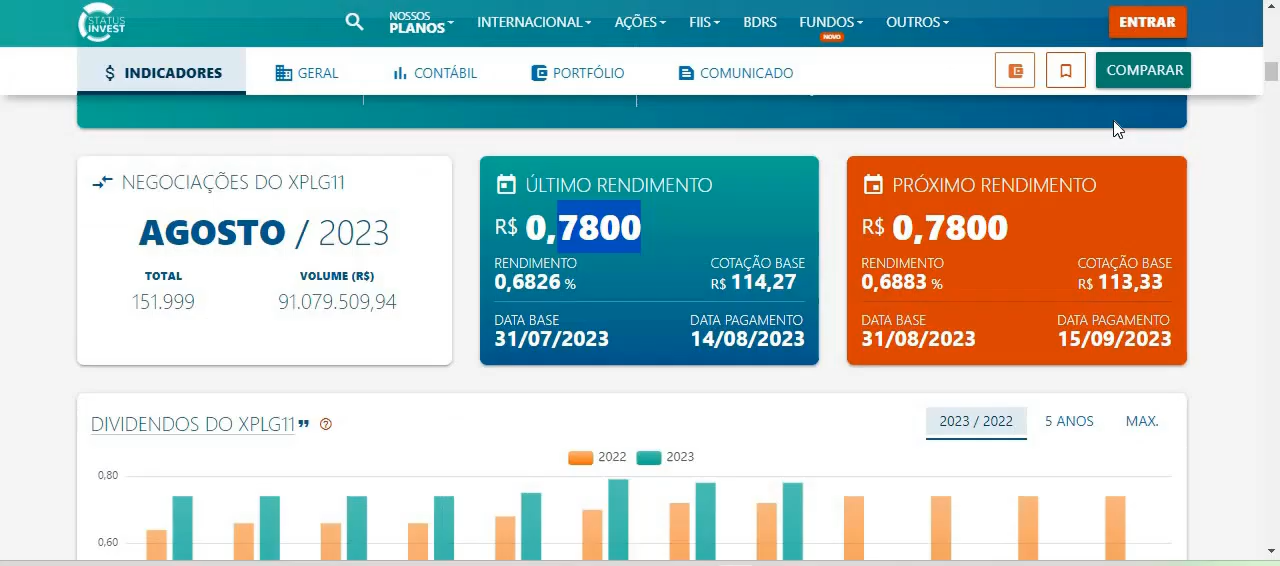 STATUS
INVEST
NOSSOS
PLANOS
INTERNACIONAL
AÇÕES
FIIS
BDRS
FUNDOS
NOVO
OUTROS
ENTRAR
INDICADORES
GERAL
CONTÁBIL
PORTFÓLIO
COMUNICADO
COMPARAR
NEGOCIAÇÕES DO XPLG11
AGOSTO / 2023
TOTAL
151.999
VOLUME (R$)
91.079.509,94
ÚLTIMO RENDIMENTO
R$ 0,7800
RENDIMENTO
0,6826 %
COTAÇÃO BASE
R$ 114,27
DATA BASE
31/07/2023
DATA PAGAMENTO
14/08/2023
PRÓXIMO RENDIMENTO
R$ 0,7800
RENDIMENTO
0,6883 %
COTAÇÃO BASE
R$ 113,33
DATA BASE
31/08/2023
DATA PAGAMENTO
15/09/2023
DIVIDENDOS DO XPLG11
2023 / 2022
5 ANOS
MAX.
2022
2023
0,80
0,60